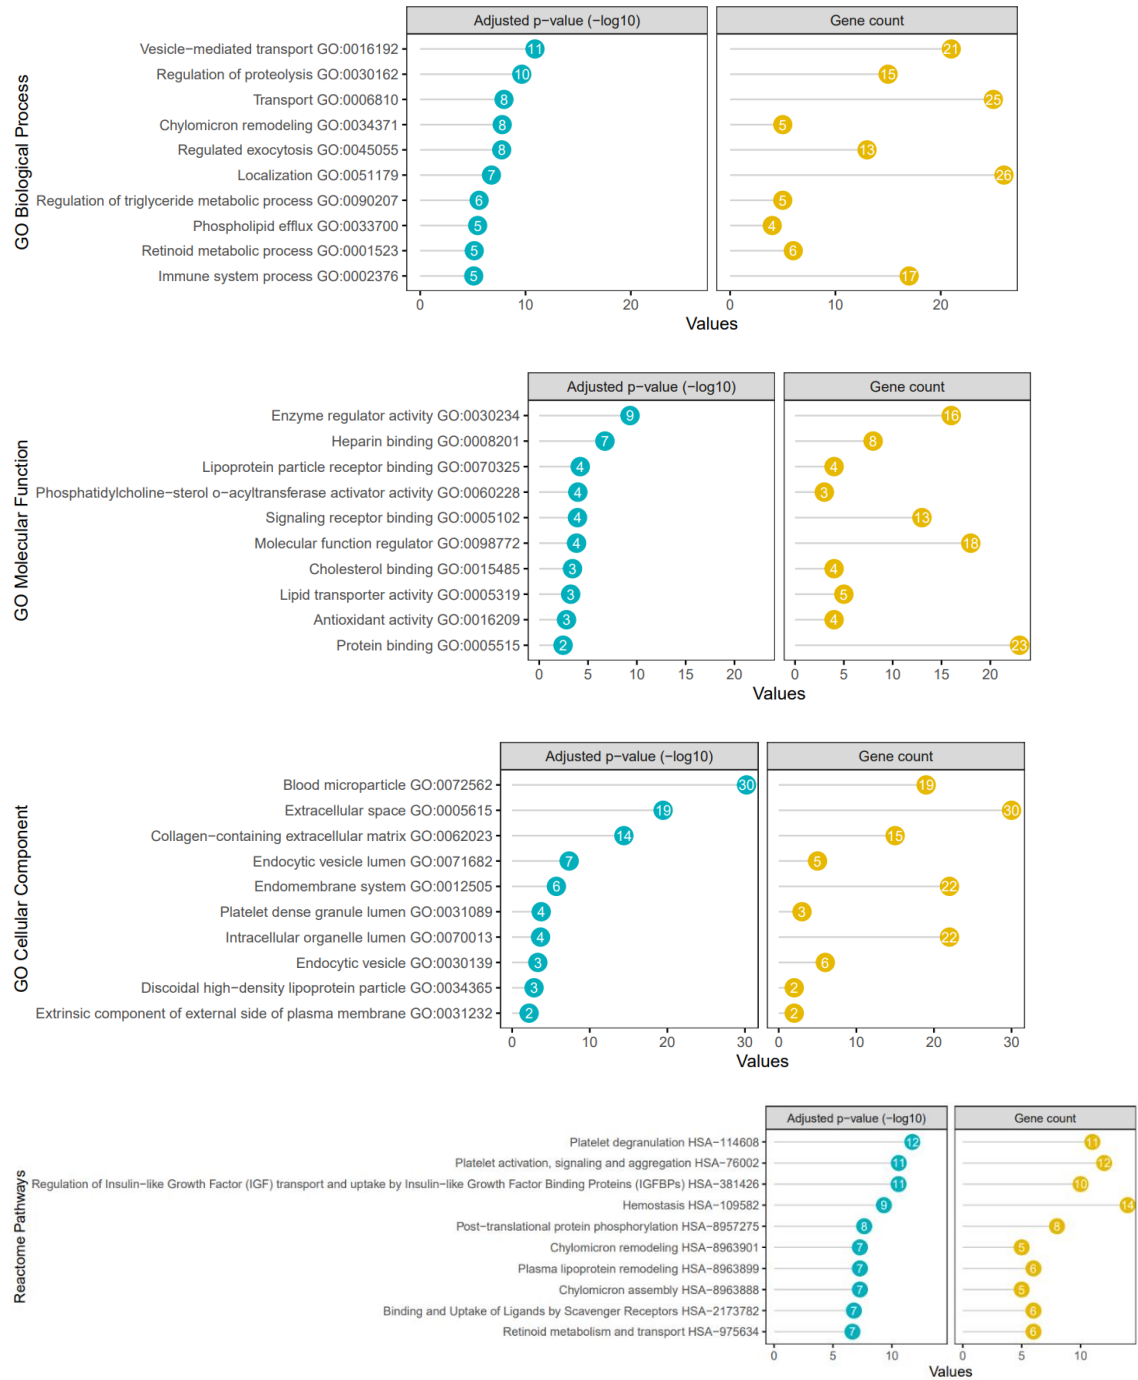 Adjusted p−value (−log10) Gene count
GO Biological Process
Vesicle−mediated transport GO:0016192 11 21
Regulation of proteolysis GO:0030162 10 15
Transport GO:0006810 8 25
Chylomicron remodeling GO:0034371 8 5
Regulated exocytosis GO:0045055 8 13
Localization GO:0051179 7 26
Regulation of triglyceride metabolic process GO:0090207 6 5
Phospholipid efflux GO:0033700 5 4
Retinoid metabolic process GO:0001523 5 6
Immune system process GO:0002376 5 17
0 10 20 0 10 20
Values
Adjusted p−value (−log10) Gene count
GO Molecular Function
Enzyme regulator activity GO:0030234 9 16
Heparin binding GO:0008201 7 8
Lipoprotein particle receptor binding GO:0070325 4 4
Phosphatidylcholine−sterol o−acyltransferase activator activity GO:0060228 4 3
Signaling receptor binding GO:0005102 4 13
Molecular function regulator GO:0098772 4 18
Cholesterol binding GO:0015485 3 4
Lipid transporter activity GO:0005319 3 5
Antioxidant activity GO:0016209 3 4
Protein binding GO:0005515 2 23
0 5 10 15 20 0 5 10 15 20
Values
Adjusted p−value (−log10) Gene count
GO Cellular Component
Blood microparticle GO:0072562 30 19
Extracellular space GO:0005615 19 30
Collagen−containing extracellular matrix GO:0062023 14 15
Endocytic vesicle lumen GO:0071682 7 5
Endomembrane system GO:0012505 6 22
Platelet dense granule lumen GO:0031089 4 3
Intracellular organelle lumen GO:0070013 4 22
Endocytic vesicle GO:0030139 3 6
Discoidal high−density lipoprotein particle GO:0034365 3 2
Extrinsic component of external side of plasma membrane GO:0031232 2 2
0 10 20 30 0 10 20 30
Values
Adjusted p−value (−log10) Gene count
Reactome Pathways
Platelet degranulation HSA−114608 12 11
Platelet activation, signaling and aggregation HSA−76002 11 12
Regulation of Insulin−like Growth Factor (IGF) transport and uptake by Insulin−like Growth Factor Binding Proteins (IGFBPs) HSA−381426 11 10
Hemostasis HSA−109582 9 14
Post−translational protein phosphorylation HSA−8957275 8 8
Chylomicron remodeling HSA−8963901 7 5
Plasma lipoprotein remodeling HSA−8963899 7 6
Chylomicron assembly HSA−8963888 7 5
Binding and Uptake of Ligands by Scavenger Receptors HSA−2173782 7 6
Retinoid metabolism and transport HSA−975634 7 6
0 5 10 0 5 10
Values